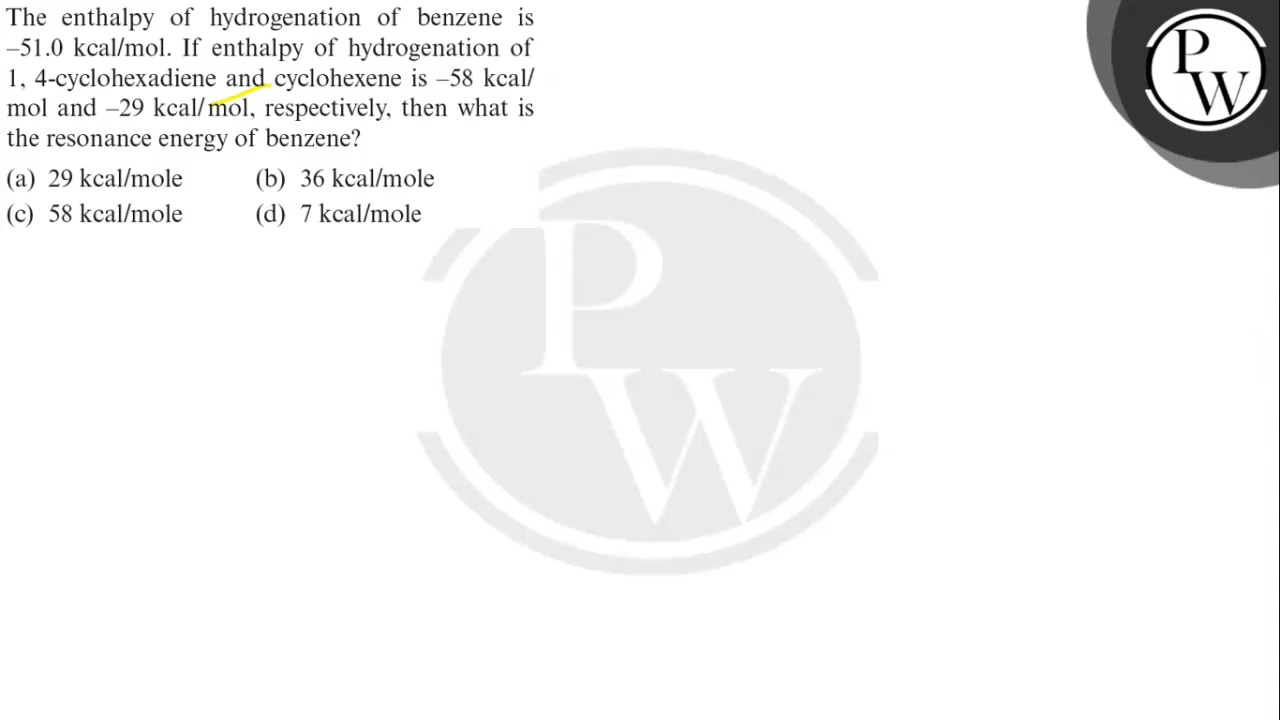 The enthalpy of hydrogenation of benzene is
–51.0 kcal/mol. If enthalpy of hydrogenation of
1, 4-cyclohexadiene and cyclohexene is –58 kcal/
mol and –29 kcal/mol, respectively, then what is
the resonance energy of benzene?
(a) 29 kcal/mole (b) 36 kcal/mole
(c) 58 kcal/mole (d) 7 kcal/mole
PW
PW